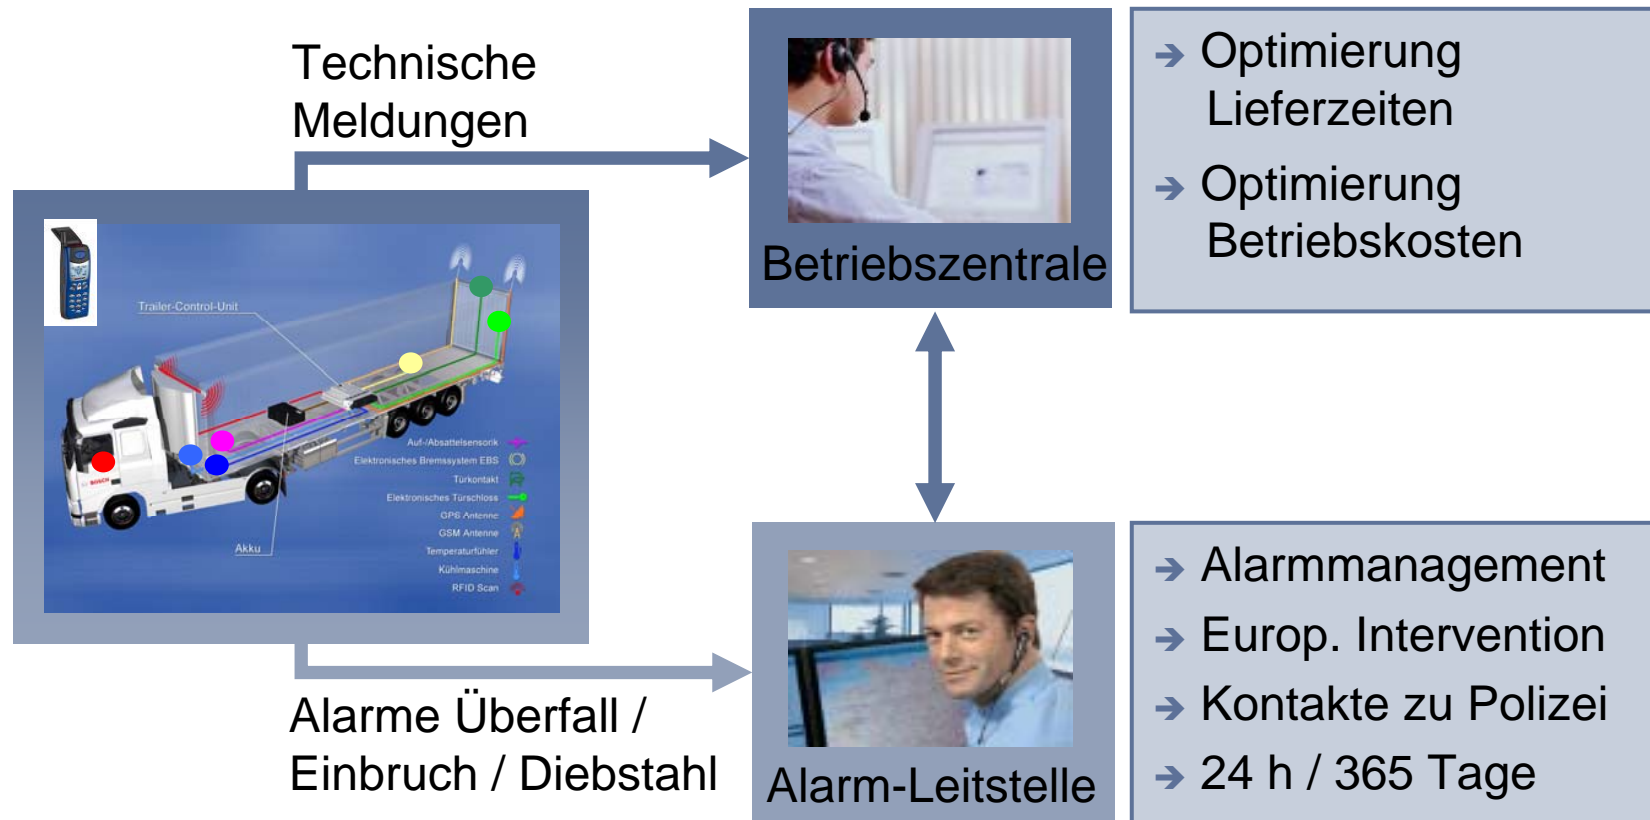 Technische
Meldungen
Trailer-Control-Unit
BOSCH
Akku
Auf-/Absattelsensorik
Elektronisches Bremssystem EBS
Türkontakt
Elektronisches Türschloss
GPS Antenne
GSM Antenne
Temperaturfühler
Kühlmaschine
RFID Scan
Alarme Überfall /
Einbruch / Diebstahl
Betriebszentrale
Alarm-Leitstelle
➔ Optimierung
Lieferzeiten
➔ Optimierung
Betriebskosten
➔ Alarmmanagement
➔ Europ. Intervention
➔ Kontakte zu Polizei
➔ 24 h / 365 Tage